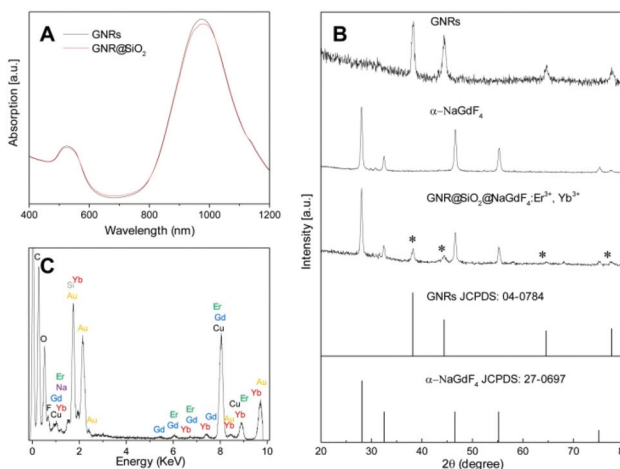 A
GNRs
GNR@SiO₂
Absorption [a.u.]
400 600 800 1000 1200
Wavelength (nm)
B
GNRs
α-NaGdF₄
GNR@SiO₂@NaGdF₄:Er³⁺, Yb³⁺
* * * *
GNRs JCPDS: 04-0784
α-NaGdF₄ JCPDS: 27-0697
Intensity [a.u.]
20 30 40 50 60 70 80
2θ (degree)
C
C
O
F
Er
Na
Gd
Cu
Yb
Si Yb
Au
Au
Au
Gd
Er
Gd
Er
Gd
Yb
Gd
Yb
Er
Gd
Cu
Au
Yb
Cu
Er
Yb
Au
Yb
0 2 4 6 8 10
Energy (KeV)